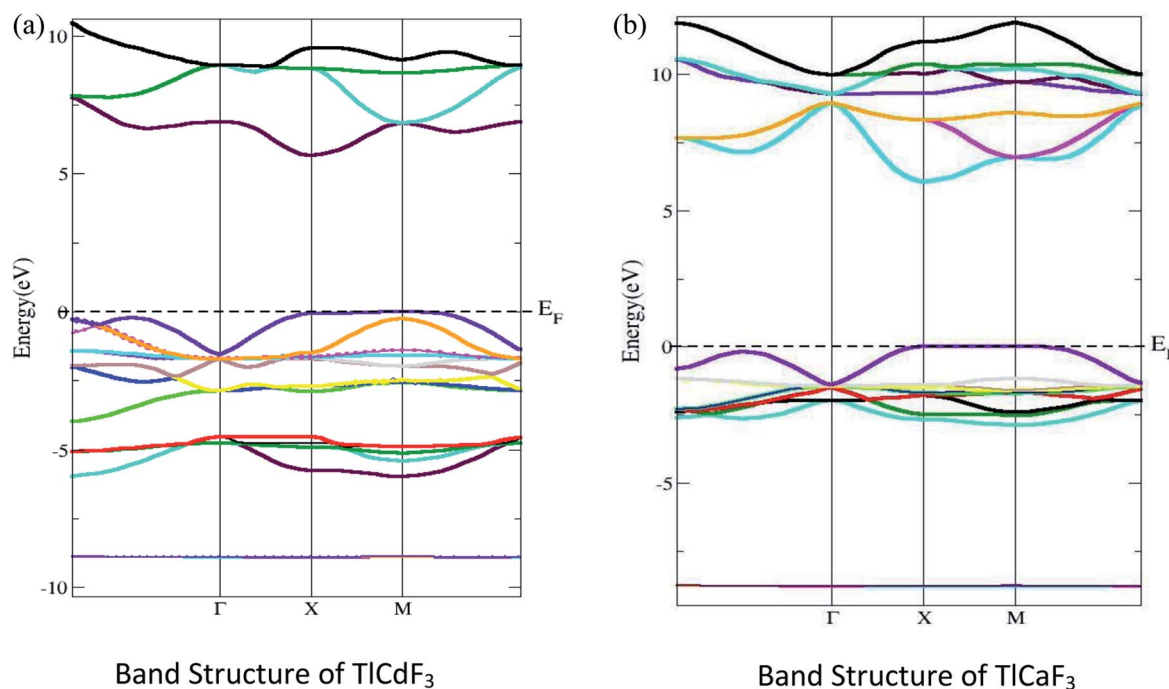 (a)
10
5
0
-5
-10
Energy(eV)
E_F
Γ
X
M
Band Structure of TlCdF₃
(b)
10
5
0
-5
Energy(eV)
E_F
Γ
X
M
Band Structure of TlCaF₃